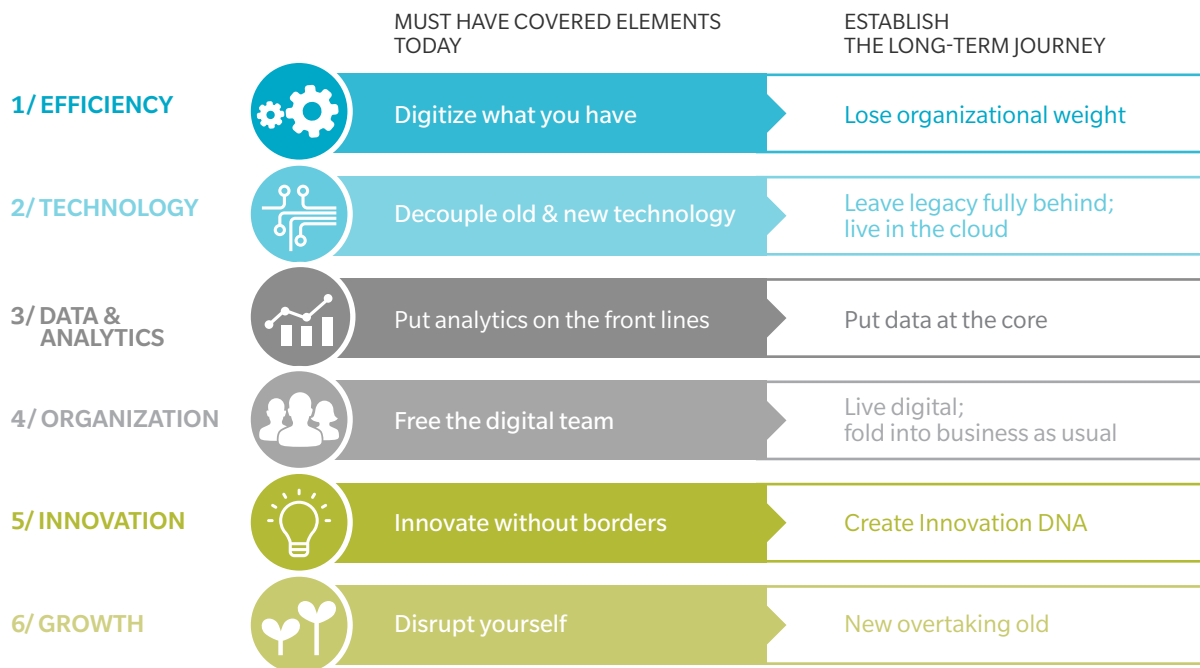 MUST HAVE COVERED ELEMENTS
TODAY
ESTABLISH
THE LONG-TERM JOURNEY
1/ EFFICIENCY
Digitize what you have
Lose organizational weight
2/ TECHNOLOGY
Decouple old & new technology
Leave legacy fully behind;
live in the cloud
3/ DATA &
ANALYTICS
Put analytics on the front lines
Put data at the core
4/ ORGANIZATION
Free the digital team
Live digital;
fold into business as usual
5/ INNOVATION
Innovate without borders
Create Innovation DNA
6/ GROWTH
Disrupt yourself
New overtaking old